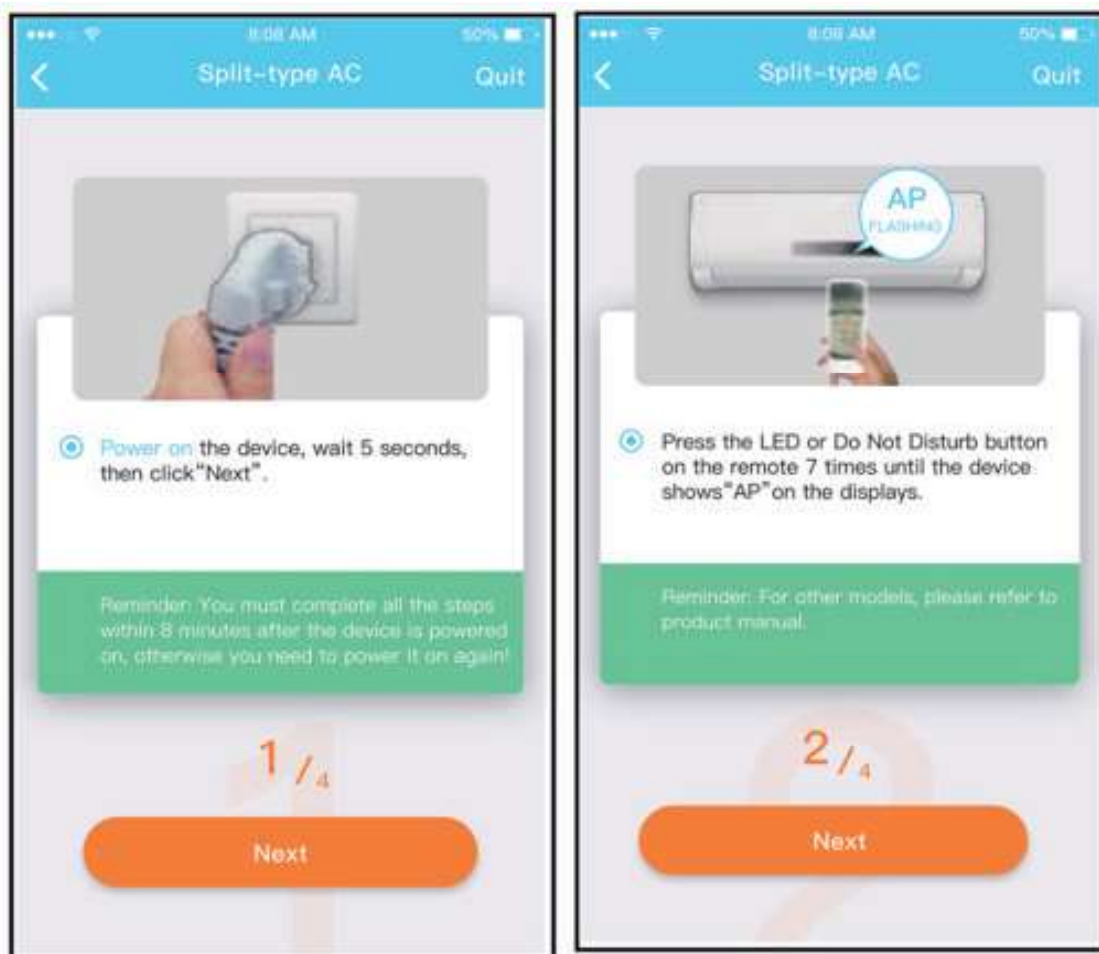 8:08 AM
50%
Split-type AC
Quit
Power on the device, wait 5 seconds,
then click“Next”.
Reminder: You must complete all the steps
within 8 minutes after the device is powered
on, otherwise you need to power it on again!
1/4
Next
8:08 AM
50%
Split-type AC
Quit
AP
FLASHING
Press the LED or Do Not Disturb button
on the remote 7 times until the device
shows“AP”on the displays.
Reminder: For other models, please refer to
product manual.
2/4
Next